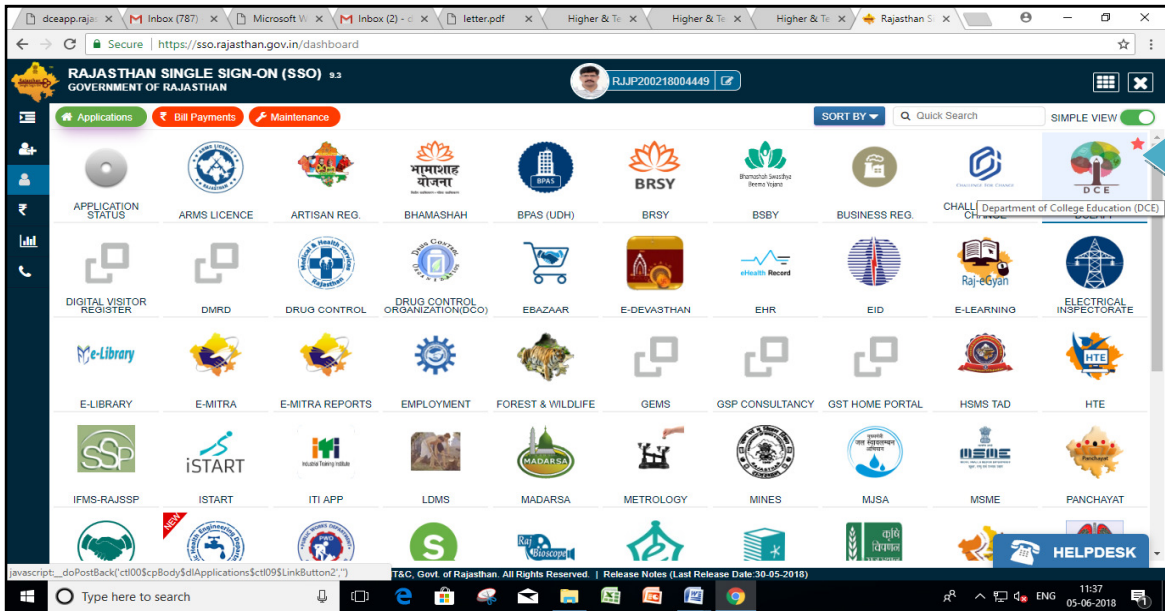 dceapp.raja
Inbox (787)
Microsoft W
Inbox (2) - d
letter.pdf
Higher & Te
Higher & Te
Higher & Te
Rajasthan S
Secure | https://sso.rajasthan.gov.in/dashboard
RAJASTHAN SINGLE SIGN-ON (SSO) 9.3
GOVERNMENT OF RAJASTHAN
RJJP200218004449
Applications
₹ Bill Payments
Maintenance
SORT BY
Quick Search
SIMPLE VIEW
भामाशाह
योजना
BPAS
BRSY
Bhamashah Swasthya
Beema Yojana
CHALLENGE FOR CHANGE
DCE
APPLICATION
STATUS
ARMS LICENCE
ARTISAN REG.
BHAMASHAH
BPAS (UDH)
BRSY
BSBY
BUSINESS REG.
Department of College Education (DCE)
eHealth Record
Raj-eGyan
DIGITAL VISITOR
REGISTER
DMRD
DRUG CONTROL
DRUG CONTROL
ORGANIZATION(DCO)
EBAZAAR
E-DEVASTHAN
EHR
EID
E-LEARNING
ELECTRICAL
INSPECTORATE
e-Library
HTE
E-LIBRARY
E-MITRA
E-MITRA REPORTS
EMPLOYMENT
FOREST & WILDLIFE
GEMS
GSP CONSULTANCY
GST HOME PORTAL
HSMS TAD
HTE
SSP
iSTART
iti
Industrial Training Institute
MADARSA
MSME
Panchayat
IFMS-RAJSSP
ISTART
ITI APP
LDMS
MADARSA
METROLOGY
MINES
MJSA
MSME
PANCHAYAT
NEW
PWD
S
Raj
Bioscope
कृषि
विपणन
HELPDESK
javascript:__doPostBack('ctl00$cpBody$dlApplications$ctl09$LinkButton2','')
T&C, Govt. of Rajasthan. All Rights Reserved. | Release Notes (Last Release Date:30-05-2018)
Type here to search
ENG
11:37
05-06-2018